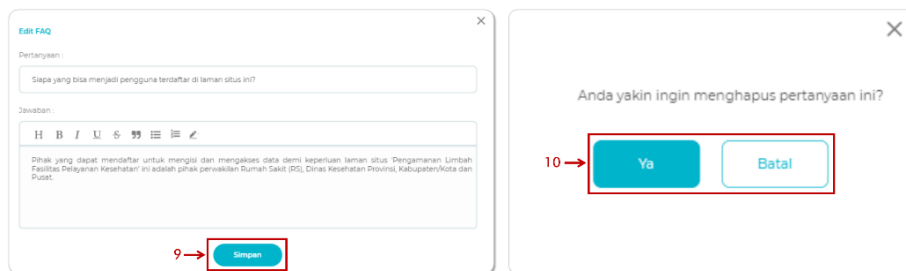 Edit FAQ
Pertanyaan :
Siapa yang bisa menjadi pengguna terdaftar di laman situs ini?
Jawaban :
H B I U S
Pihak yang dapat mendaftar untuk mengisi dan mengakses data demi keperluan laman situs 'Pengamanan Limbah
Fasilitas Pelayanan Kesehatan' ini adalah pihak perwakilan Rumah Sakit (RS), Dinas Kesehatan Provinsi, Kabupaten/Kota dan
Pusat.
9
Simpan
Anda yakin ingin menghapus pertanyaan ini?
10
Ya
Batal